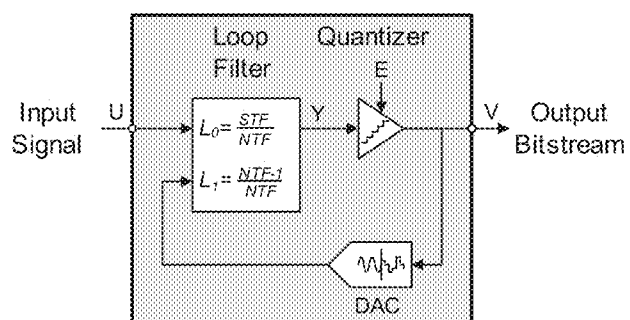 Loop
Filter
Quantizer
E
Input
Signal
U
L₀= STF/NTF
L₁= NTF-1/NTF
Y
V
Output
Bitstream
DAC